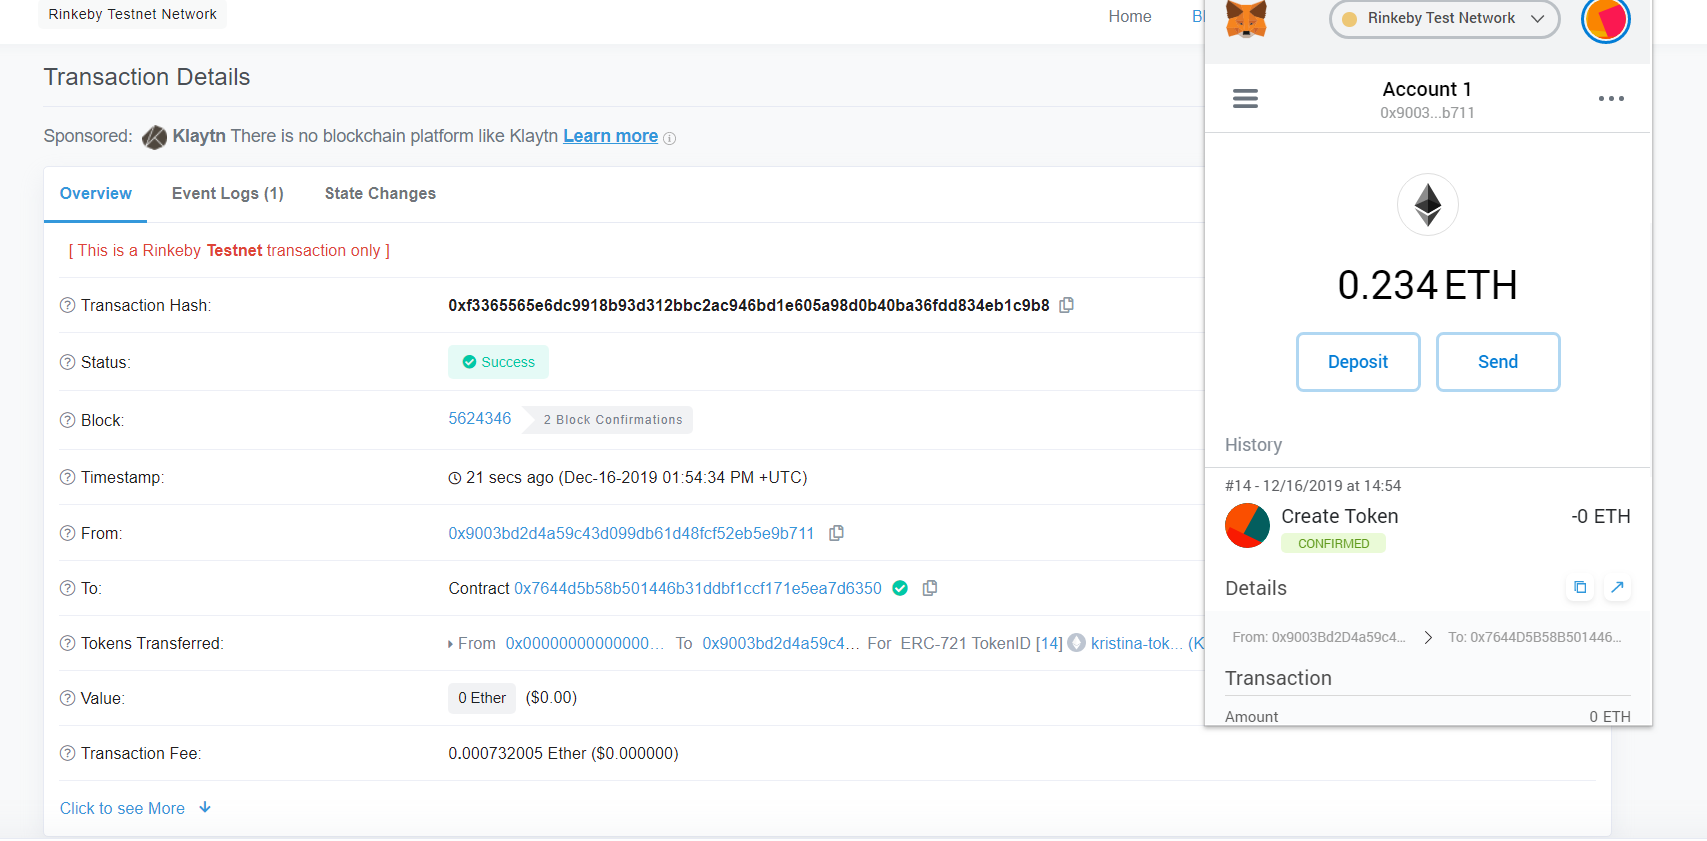 Rinkeby Testnet Network
Home
Bl
Transaction Details
Sponsored: Klaytn There is no blockchain platform like Klaytn Learn more
Overview Event Logs (1) State Changes
[ This is a Rinkeby Testnet transaction only ]
Transaction Hash: 0xf3365565e6dc9918b93d312bbc2ac946bd1e605a98d0b40ba36fdd834eb1c9b8
Status: Success
Block: 5624346 2 Block Confirmations
Timestamp: 21 secs ago (Dec-16-2019 01:54:34 PM +UTC)
From: 0x9003bd2d4a59c43d099db61d48fcf52eb5e9b711
To: Contract 0x7644d5b58b501446b31ddbf1ccf171e5ea7d6350
Tokens Transferred: From 0x00000000000000... To 0x9003bd2d4a59c4... For ERC-721 TokenID [14] kristina-tok... (K
Value: 0 Ether ($0.00)
Transaction Fee: 0.000732005 Ether ($0.000000)
Click to see More
Rinkeby Test Network
Account 1
0x9003...b711
0.234 ETH
Deposit Send
History
#14 - 12/16/2019 at 14:54
Create Token -0 ETH
CONFIRMED
Details
From: 0x9003Bd2D4a59c4... To: 0x7644D5B58B501446...
Transaction
Amount 0 ETH